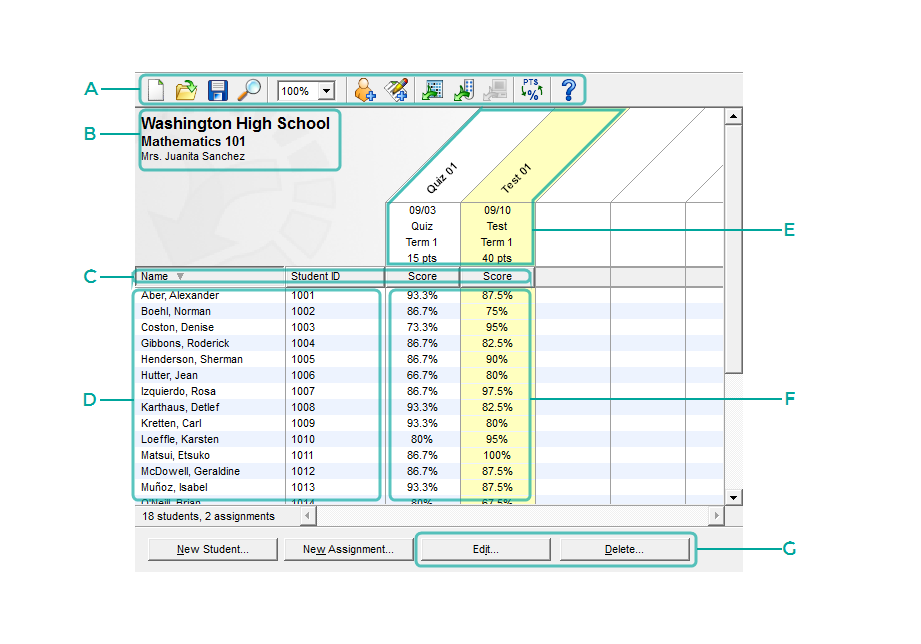 A
100%
PTS
%
?
B
Washington High School
Mathematics 101
Mrs. Juanita Sanchez
Quiz 01
Test 01
09/03 09/10
Quiz Test
Term 1 Term 1
E
15 pts 40 pts
C
Name Student ID Score Score
Aber, Alexander 1001 93.3% 87.5%
Boehl, Norman 1002 86.7% 75%
Coston, Denise 1003 73.3% 95%
Gibbons, Roderick 1004 86.7% 82.5%
Henderson, Sherman 1005 86.7% 90%
Hutter, Jean 1006 66.7% 80%
Izquierdo, Rosa 1007 86.7% 97.5%
D
F
Karthaus, Detlef 1008 93.3% 82.5%
Kretten, Carl 1009 93.3% 80%
Loeffle, Karsten 1010 80% 95%
Matsui, Etsuko 1011 86.7% 100%
McDowell, Geraldine 1012 86.7% 87.5%
Muñoz, Isabel 1013 93.3% 87.5%
O'Neill, Brian 1014 80% 67.5%
18 students, 2 assignments
New Student... New Assignment... Edit... Delete...
G